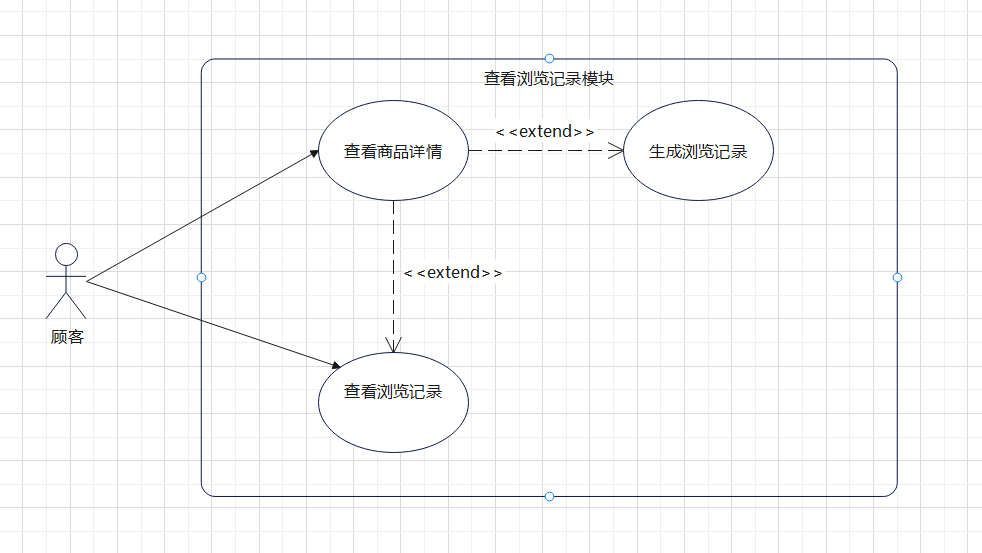 查看浏览记录模块
查看商品详情
< <extend> >
生成浏览记录
< <extend> >
顾客
查看浏览记录